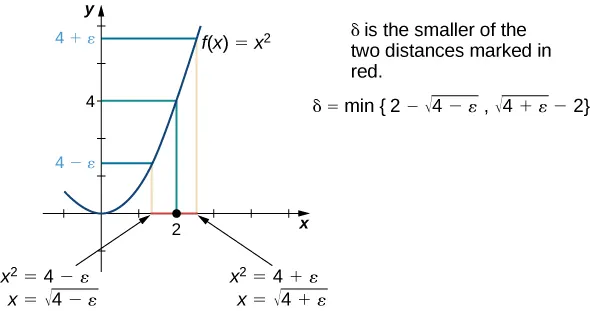 y
4 + ε
f(x) = x²
4
4 − ε
x
2
x² = 4 − ε
x = √(4 − ε)
x² = 4 + ε
x = √(4 + ε)
δ is the smaller of the
two distances marked in
red.
δ = min { 2 − √(4 − ε) , √(4 + ε) − 2}